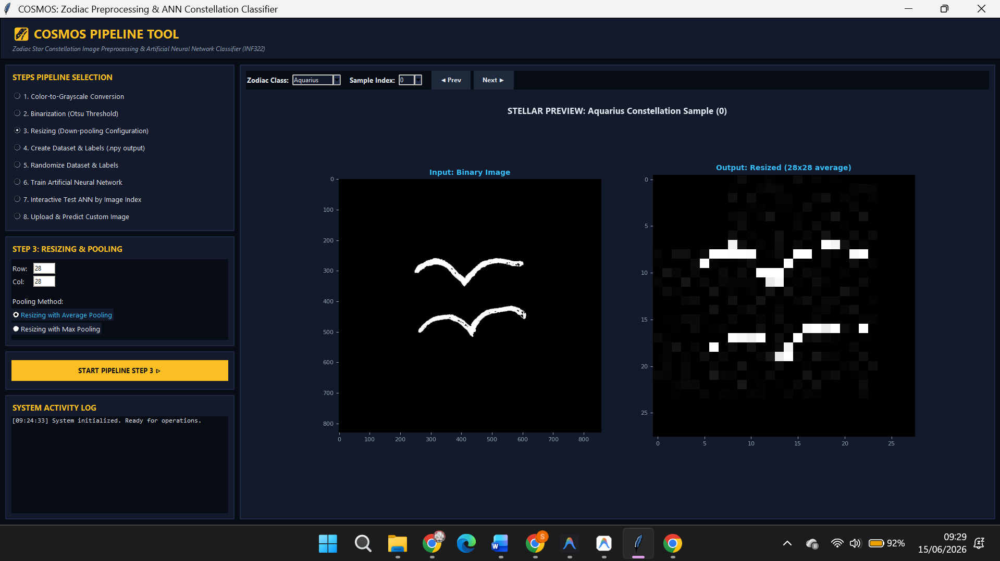 COSMOS: Zodiac Preprocessing & ANN Constellation Classifier
COSMOS PIPELINE TOOL
Zodiac Star Constellation Image Preprocessing & Artificial Neural Network Classifier (INF322)
STEPS PIPELINE SELECTION
1. Color-to-Grayscale Conversion
2. Binarization (Otsu Threshold)
3. Resizing (Down-pooling Configuration)
4. Create Dataset & Labels (.npy output)
5. Randomize Dataset & Labels
6. Train Artificial Neural Network
7. Interactive Test ANN by Image Index
8. Upload & Predict Custom Image
STEP 3: RESIZING & POOLING
Row: 28
Col: 28
Pooling Method:
Resizing with Average Pooling
Resizing with Max Pooling
START PIPELINE STEP 3 ▷
SYSTEM ACTIVITY LOG
[09:24:33] System initialized. Ready for operations.
Zodiac Class: Aquarius Sample Index: 0 ◄ Prev Next ►
STELLAR PREVIEW: Aquarius Constellation Sample (0)
Input: Binary Image
0
100
200
300
400
500
600
700
800
0 100 200 300 400 500 600 700 800
Output: Resized (28x28 average)
0
5
10
15
20
25
0 5 10 15 20 25
W
S
92%
09:29
15/06/2026